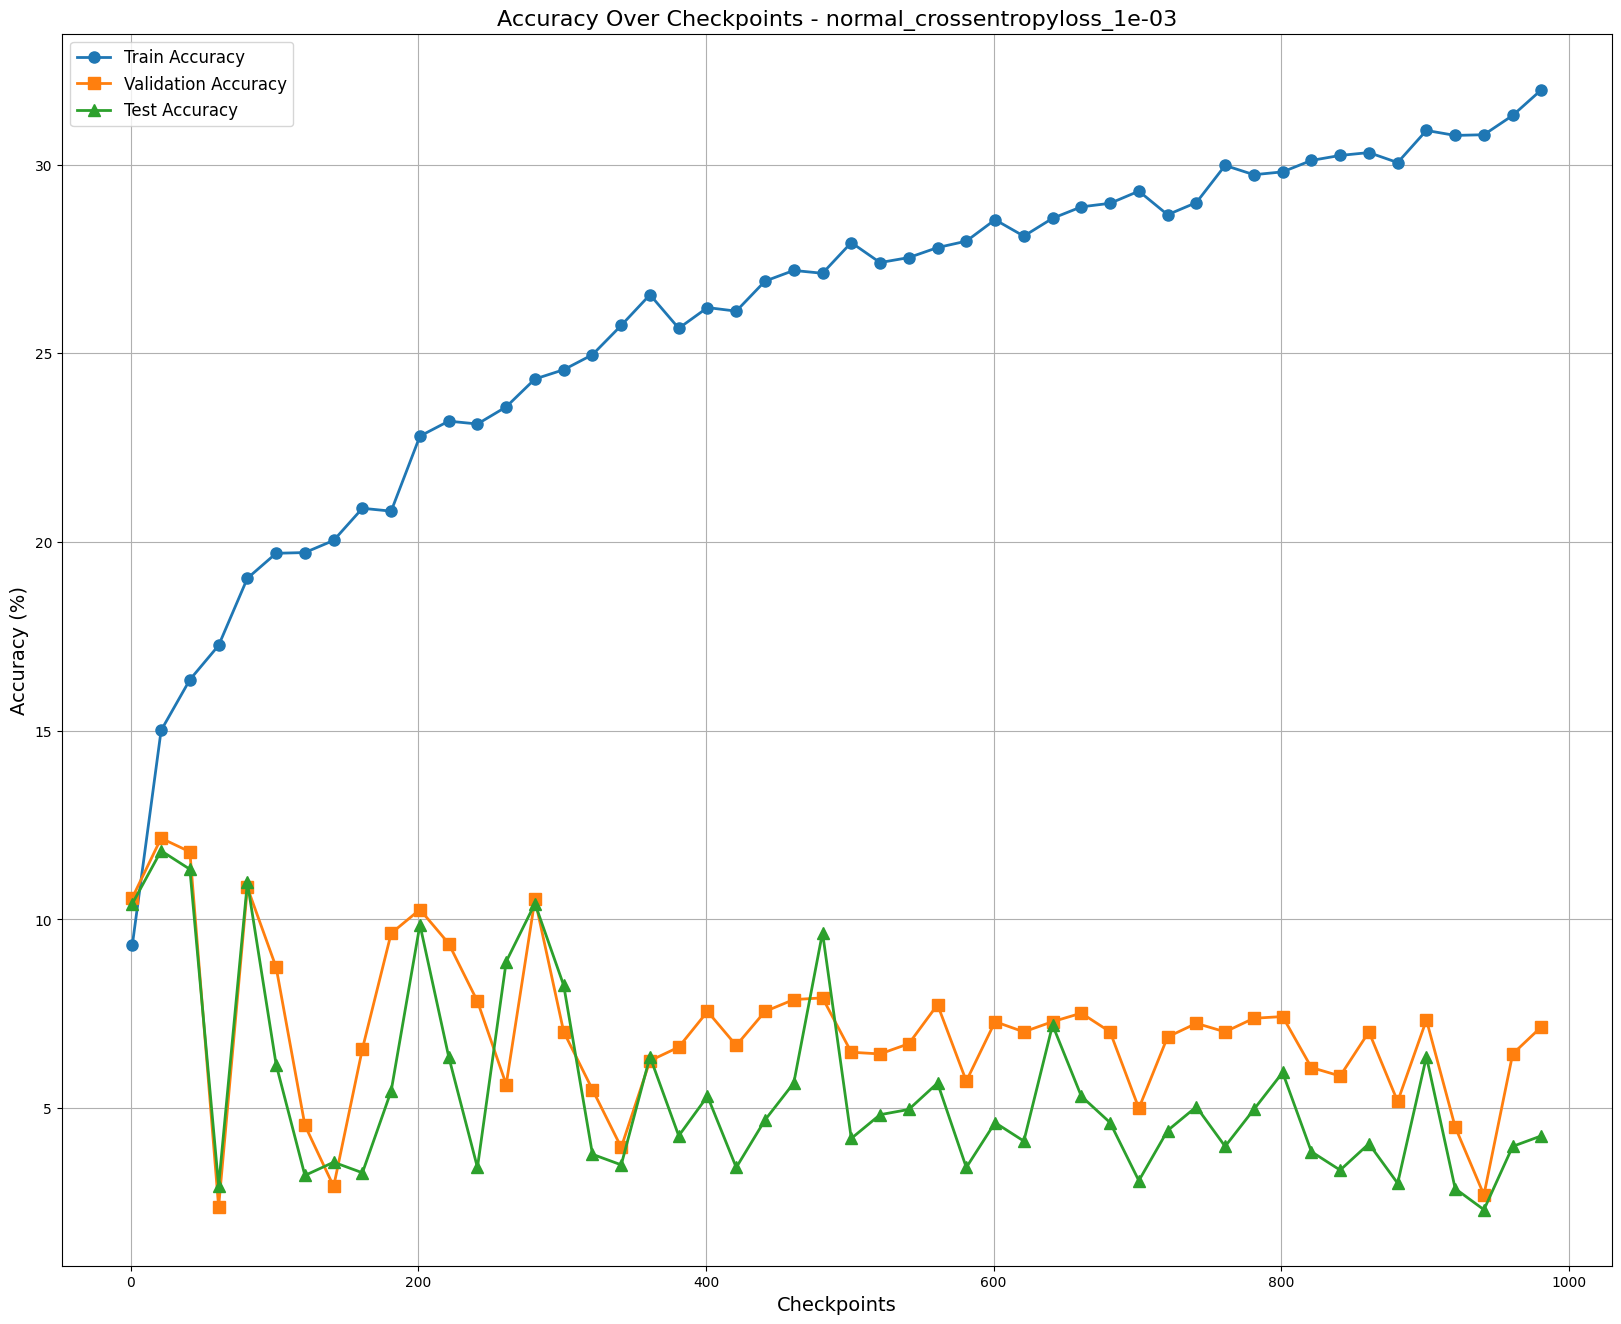 Accuracy Over Checkpoints - normal_crossentropyloss_1e-03
Train Accuracy
Validation Accuracy
Test Accuracy
Accuracy (%)
30
25
20
15
10
5
0
200
400
600
800
1000
Checkpoints